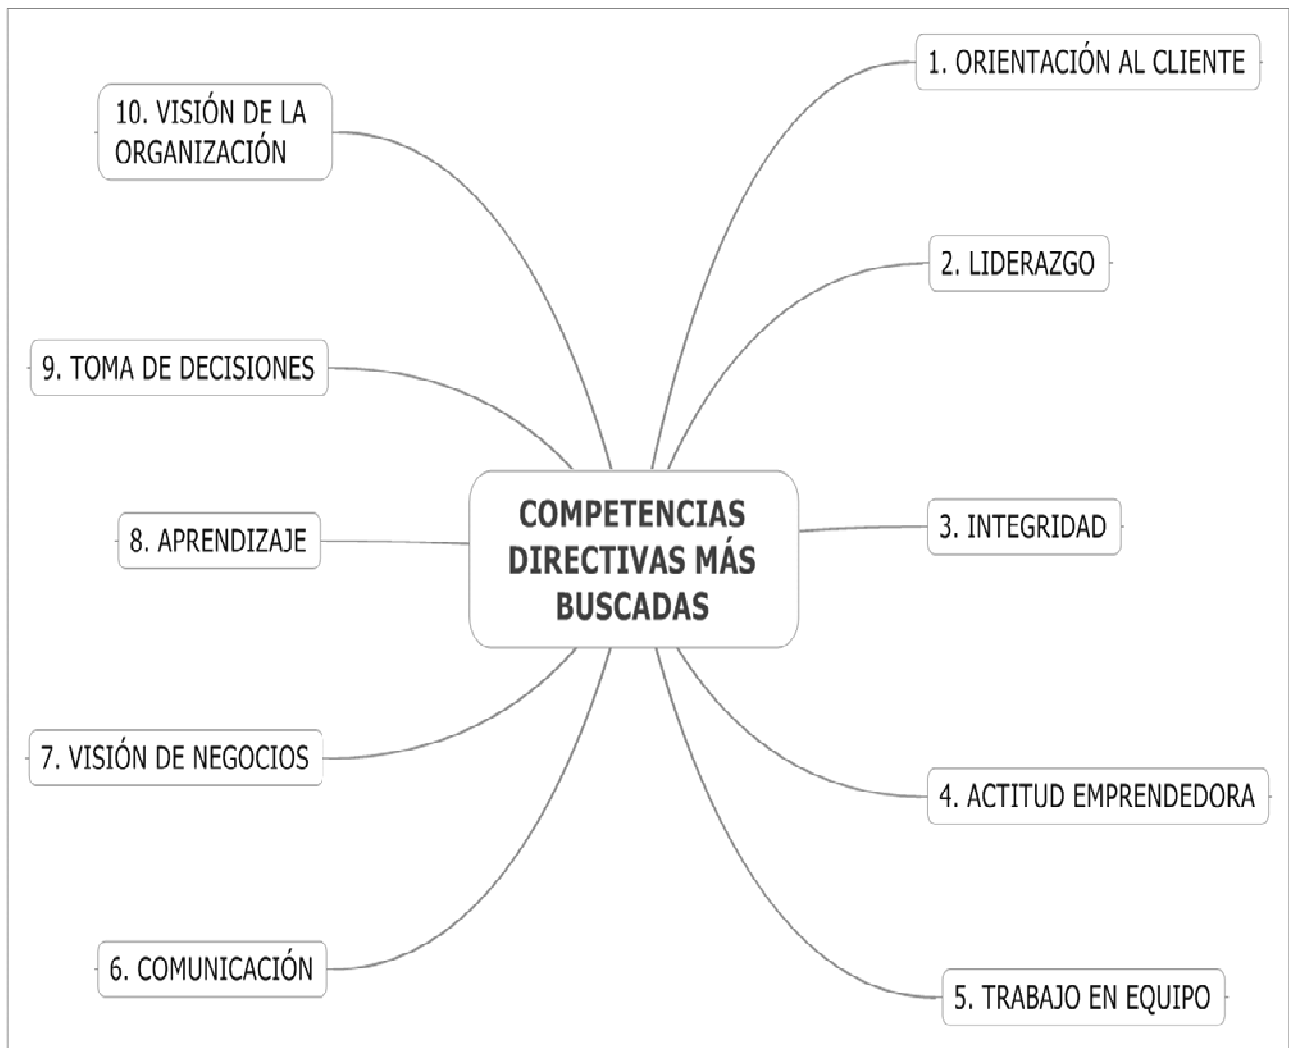 COMPETENCIAS
DIRECTIVAS MÁS
BUSCADAS
1. ORIENTACIÓN AL CLIENTE
2. LIDERAZGO
3. INTEGRIDAD
4. ACTITUD EMPRENDEDORA
5. TRABAJO EN EQUIPO
6. COMUNICACIÓN
7. VISIÓN DE NEGOCIOS
8. APRENDIZAJE
9. TOMA DE DECISIONES
10. VISIÓN DE LA
ORGANIZACIÓN